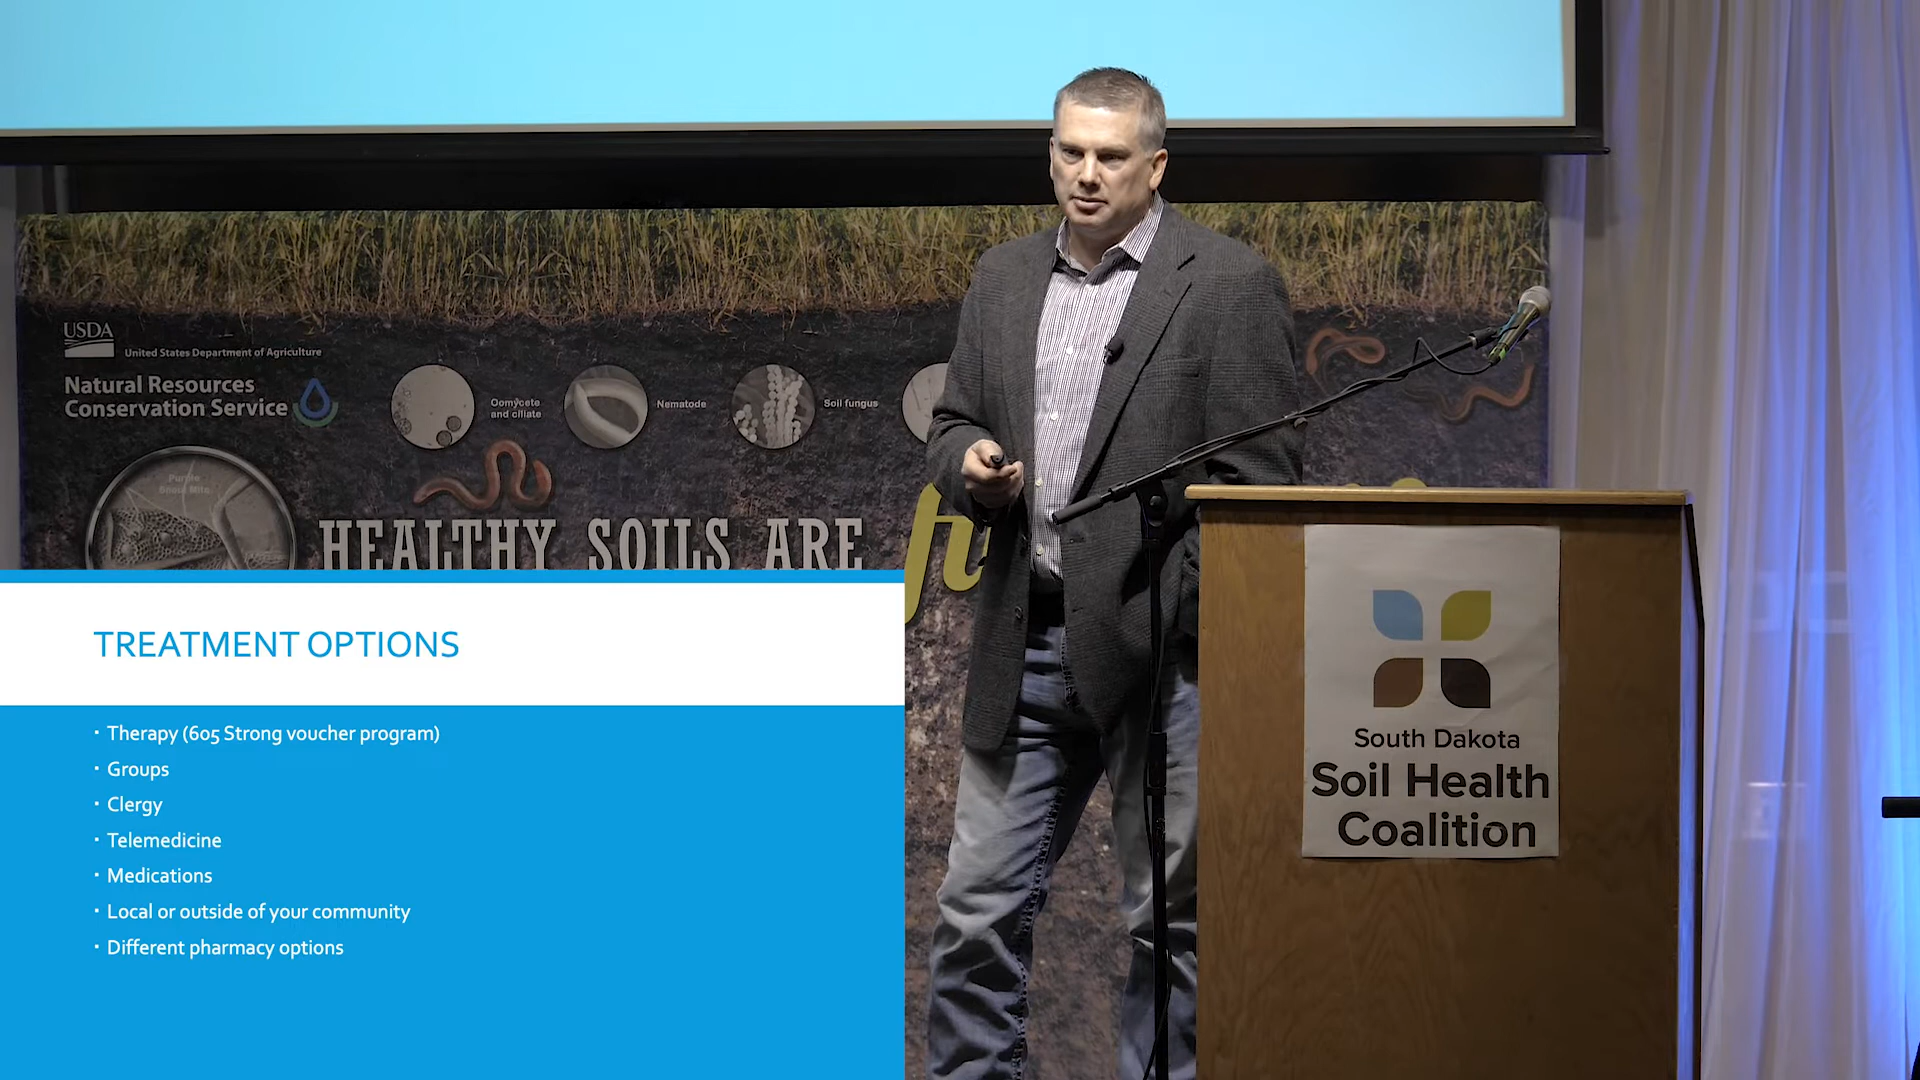 USDA
United States Department of Agriculture
Natural Resources
Conservation Service
Oomycete
and ciliate
Nematode
Soil fungus
HEALTHY SOILS ARE
TREATMENT OPTIONS
· Therapy (605 Strong voucher program)
· Groups
· Clergy
· Telemedicine
· Medications
· Local or outside of your community
· Different pharmacy options
South Dakota
Soil Health
Coalition